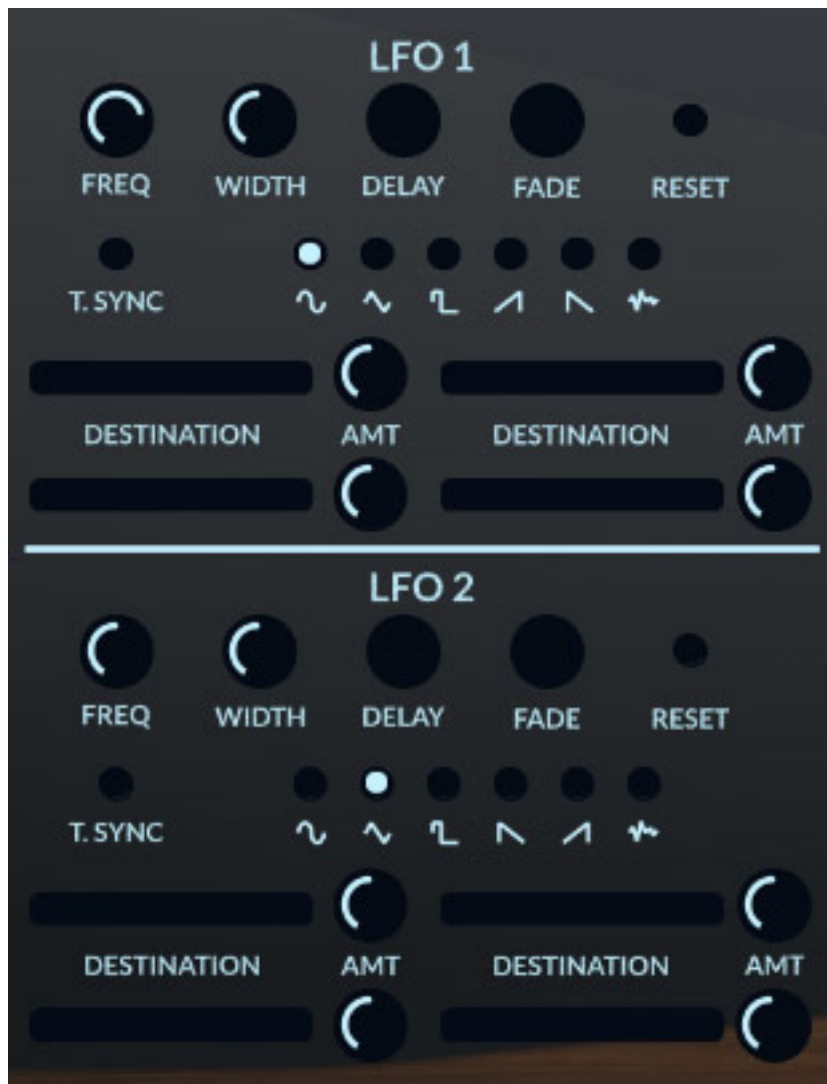 LFO 1
FREQ WIDTH DELAY FADE RESET
T. SYNC
DESTINATION AMT DESTINATION AMT
LFO 2
FREQ WIDTH DELAY FADE RESET
T. SYNC
DESTINATION AMT DESTINATION AMT